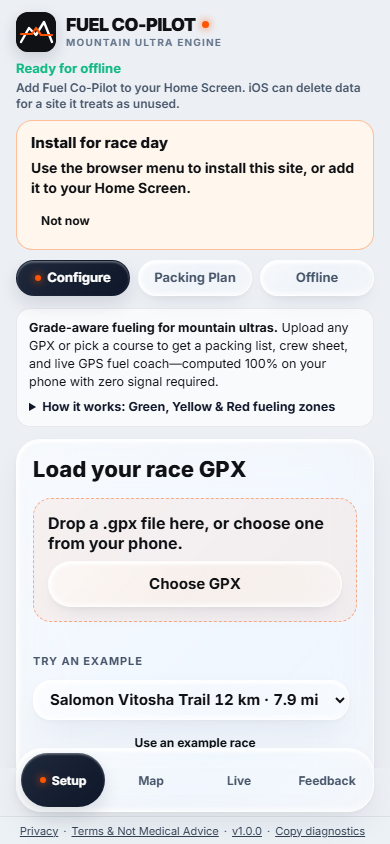 FUEL CO-PILOT
MOUNTAIN ULTRA ENGINE
Ready for offline
Add Fuel Co-Pilot to your Home Screen. iOS can delete data
for a site it treats as unused.
Install for race day
Use the browser menu to install this site, or add
it to your Home Screen.
Not now
Configure
Packing Plan
Offline
Grade-aware fueling for mountain ultras. Upload any
GPX or pick a course to get a packing list, crew sheet,
and live GPS fuel coach—computed 100% on your
phone with zero signal required.
How it works: Green, Yellow & Red fueling zones
Load your race GPX
Drop a .gpx file here, or choose one
from your phone.
Choose GPX
TRY AN EXAMPLE
Salomon Vitosha Trail 12 km · 7.9 mi
Use an example race
Setup
Map
Live
Feedback
Privacy · Terms & Not Medical Advice · v1.0.0 · Copy diagnostics